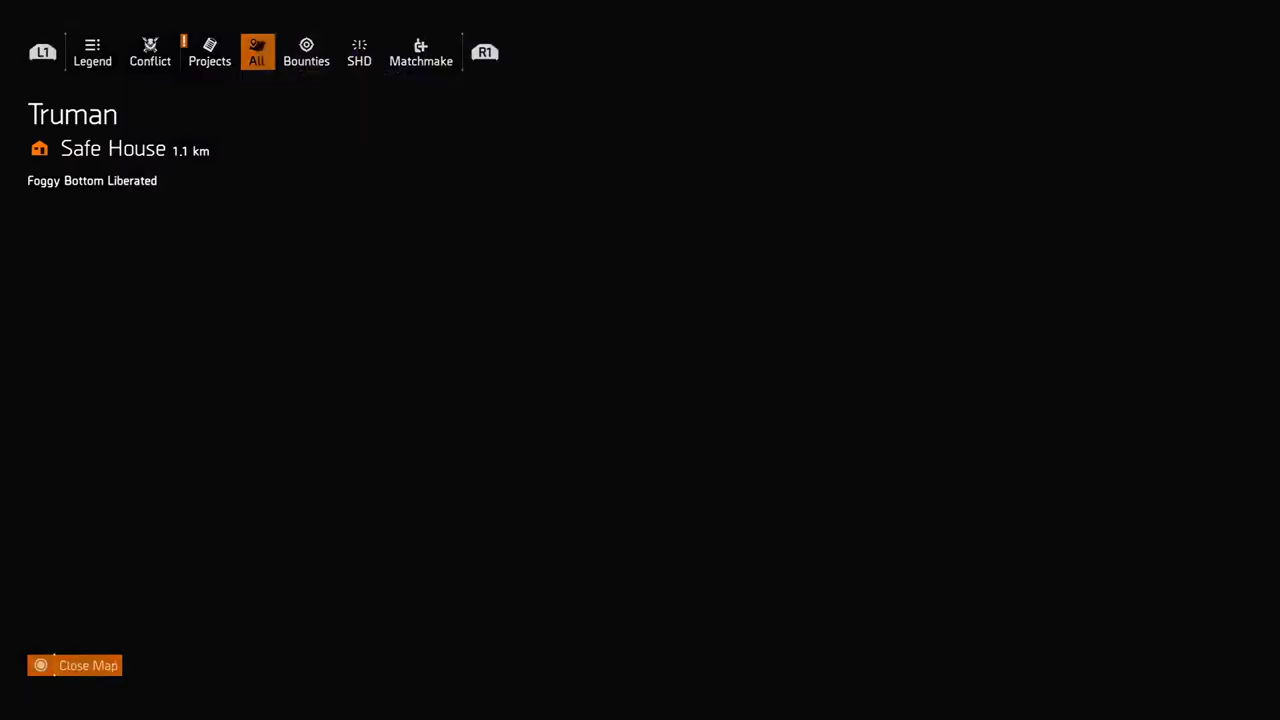 L1 Legend Conflict ! Projects All Bounties SHD Matchmake R1
Truman
Safe House 1.1 km
Foggy Bottom Liberated
Close Map